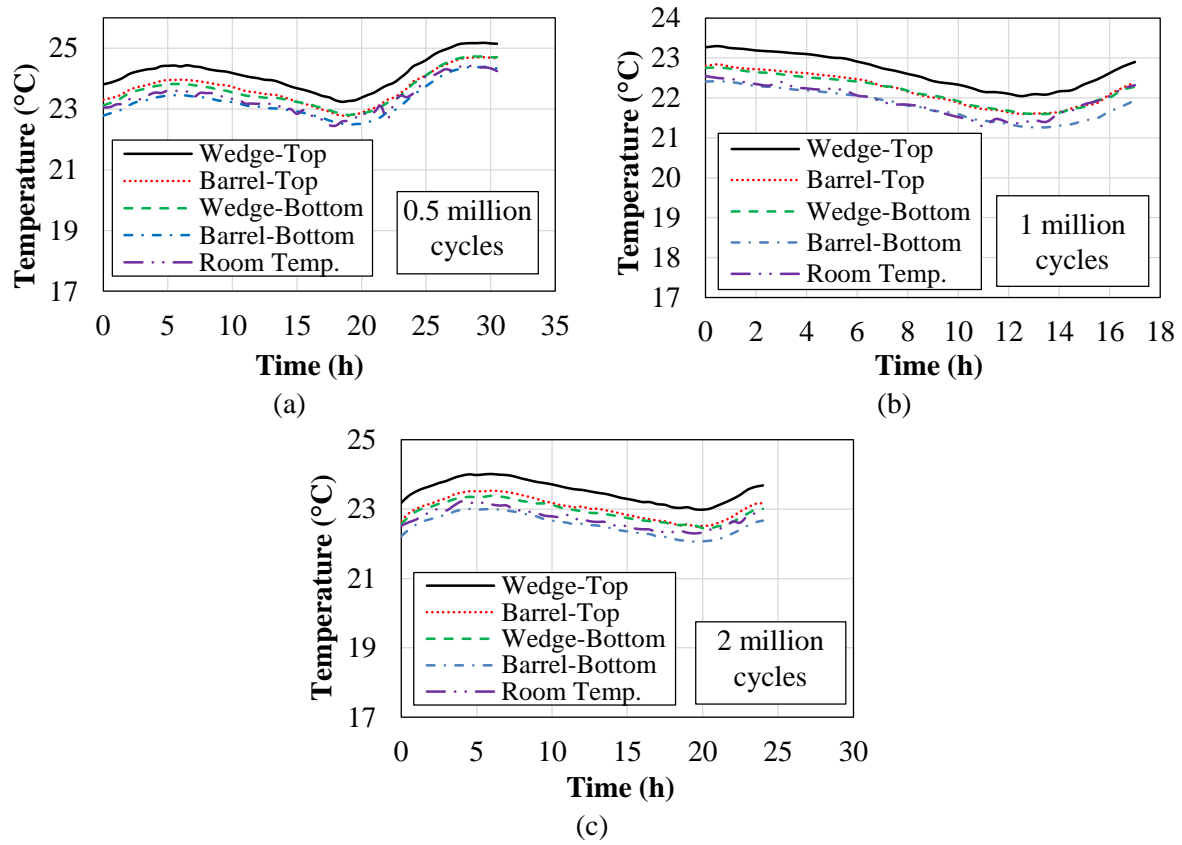 Temperature (°C)
25
23
21
19
17
Wedge-Top
Barrel-Top
Wedge-Bottom
Barrel-Bottom
Room Temp.
0.5 million
cycles
0 5 10 15 20 25 30 35
Time (h)
(a)
Temperature (°C)
24
23
22
21
20
19
18
17
Wedge-Top
Barrel-Top
Wedge-Bottom
Barrel-Bottom
Room Temp.
1 million
cycles
0 2 4 6 8 10 12 14 16 18
Time (h)
(b)
Temperature (°C)
25
23
21
19
17
Wedge-Top
Barrel-Top
Wedge-Bottom
Barrel-Bottom
Room Temp.
2 million
cycles
0 5 10 15 20 25 30
Time (h)
(c)